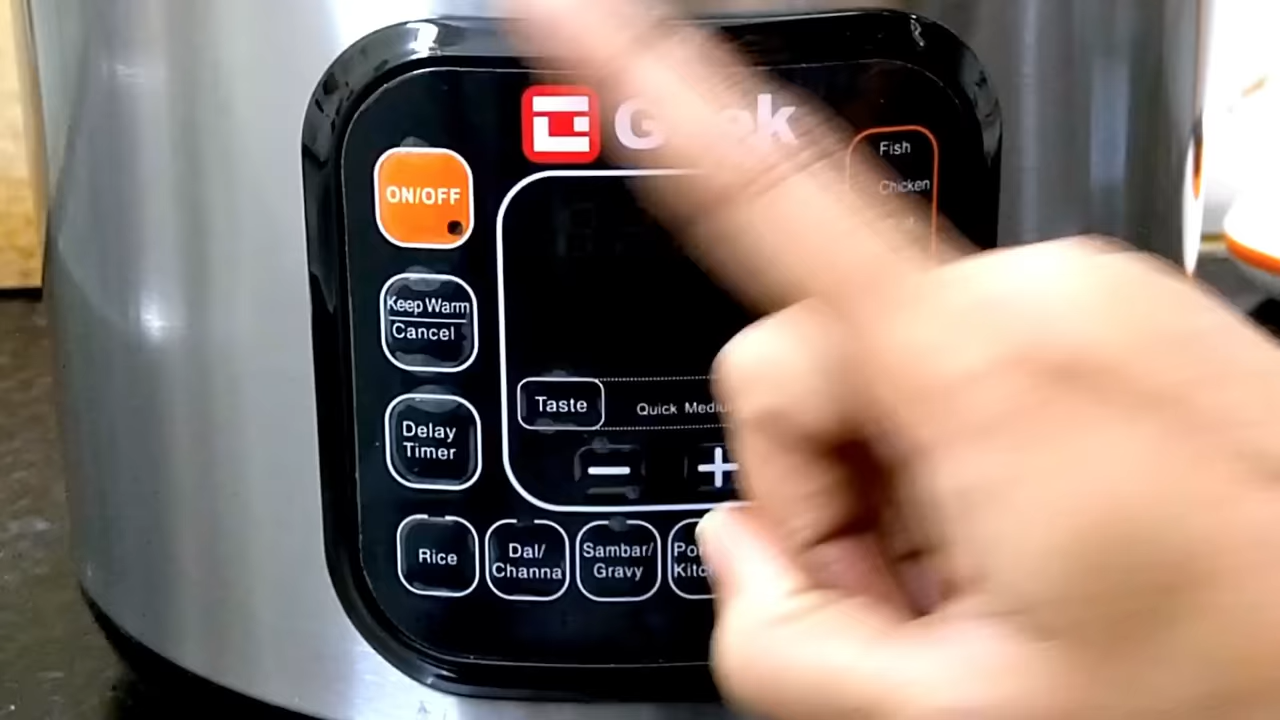 ON/OFF
Fish
Chicken
Keep Warm
Cancel
Taste
Quick
Delay
Timer
Rice
Dal/
Channa
Sambar/
Gravy